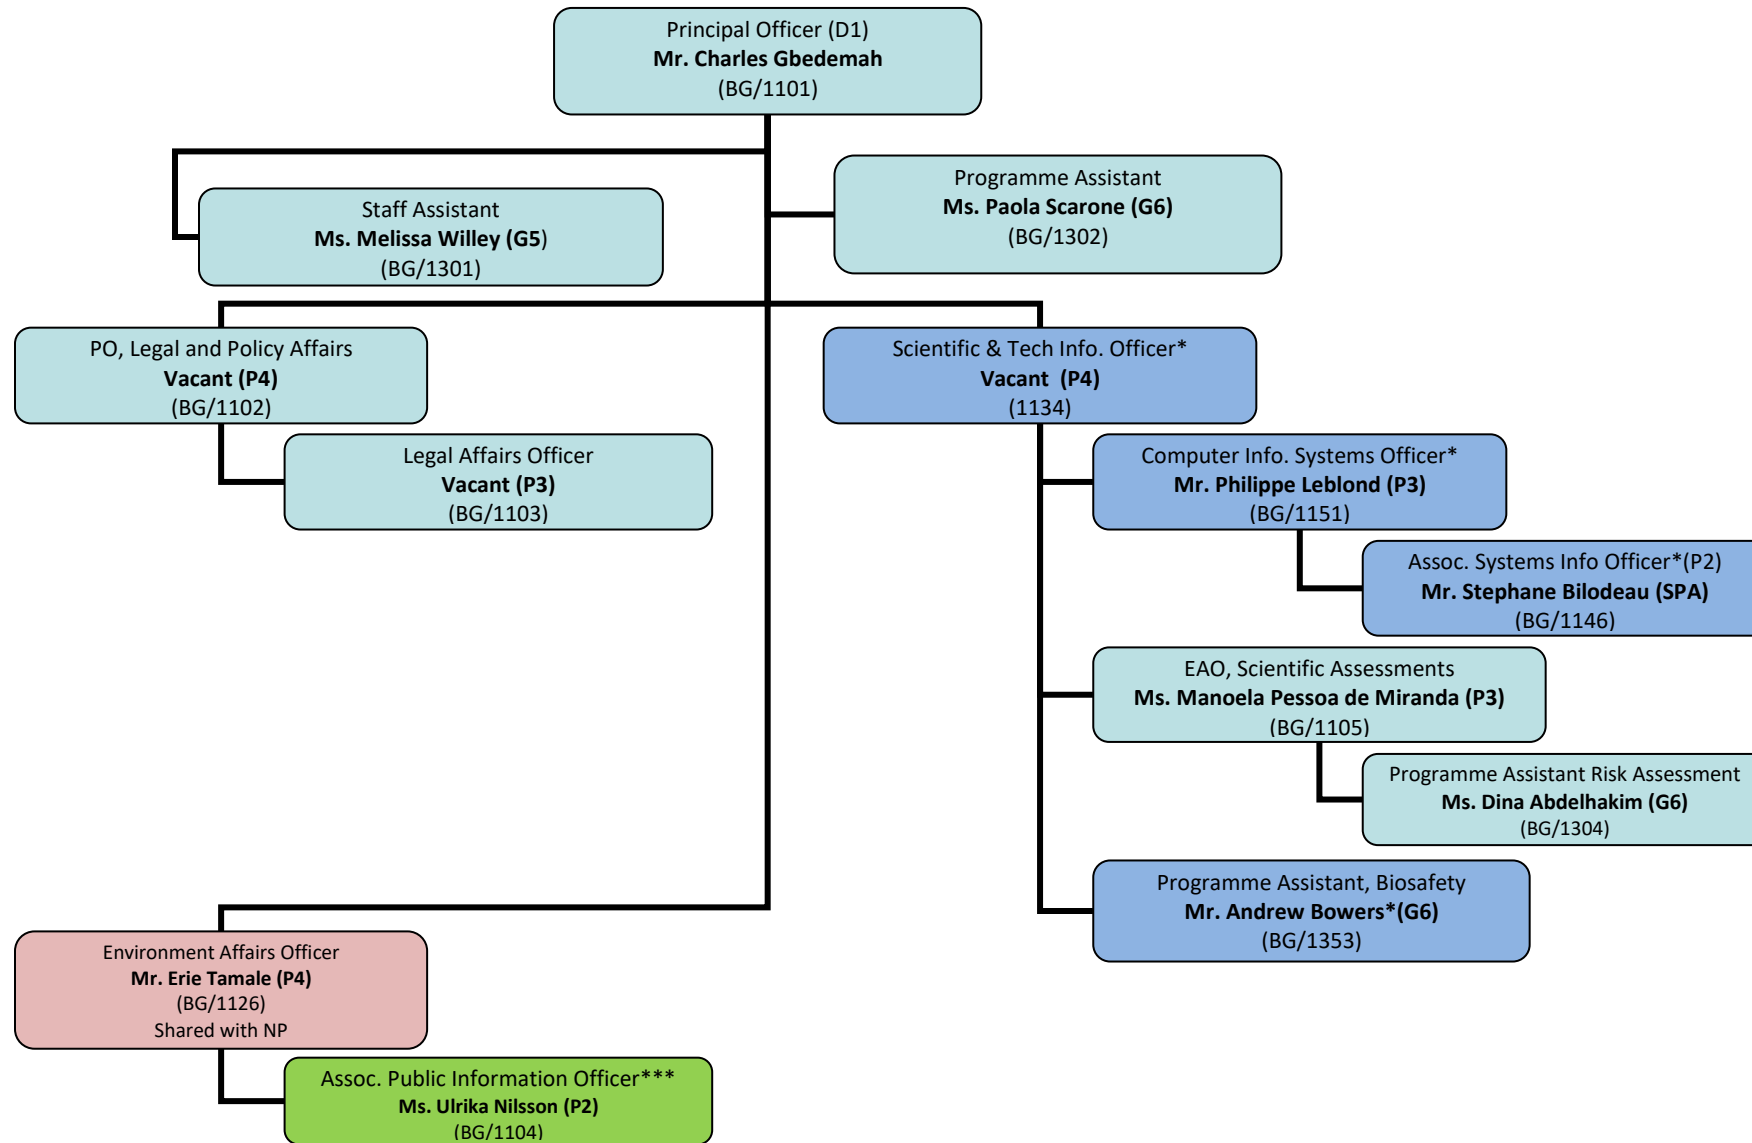 Principal Officer (D1)
Mr. Charles Gbedemah
(BG/1101)
Programme Assistant
Ms. Paola Scarone (G6)
(BG/1302)
Staff Assistant
Ms. Melissa Willey (G5)
(BG/1301)
PO, Legal and Policy Affairs
Vacant (P4)
(BG/1102)
Legal Affairs Officer
Vacant (P3)
(BG/1103)
Scientific & Tech Info. Officer*
Vacant (P4)
(1134)
Computer Info. Systems Officer*
Mr. Philippe Leblond (P3)
(BG/1151)
Assoc. Systems Info Officer*(P2)
Mr. Stephane Bilodeau (SPA)
(BG/1146)
EAO, Scientific Assessments
Ms. Manoela Pessoa de Miranda (P3)
(BG/1105)
Programme Assistant Risk Assessment
Ms. Dina Abdelhakim (G6)
(BG/1304)
Programme Assistant, Biosafety
Mr. Andrew Bowers*(G6)
(BG/1353)
Environment Affairs Officer
Mr. Erie Tamale (P4)
(BG/1126)
Shared with NP
Assoc. Public Information Officer***
Ms. Ulrika Nilsson (P2)
(BG/1104)